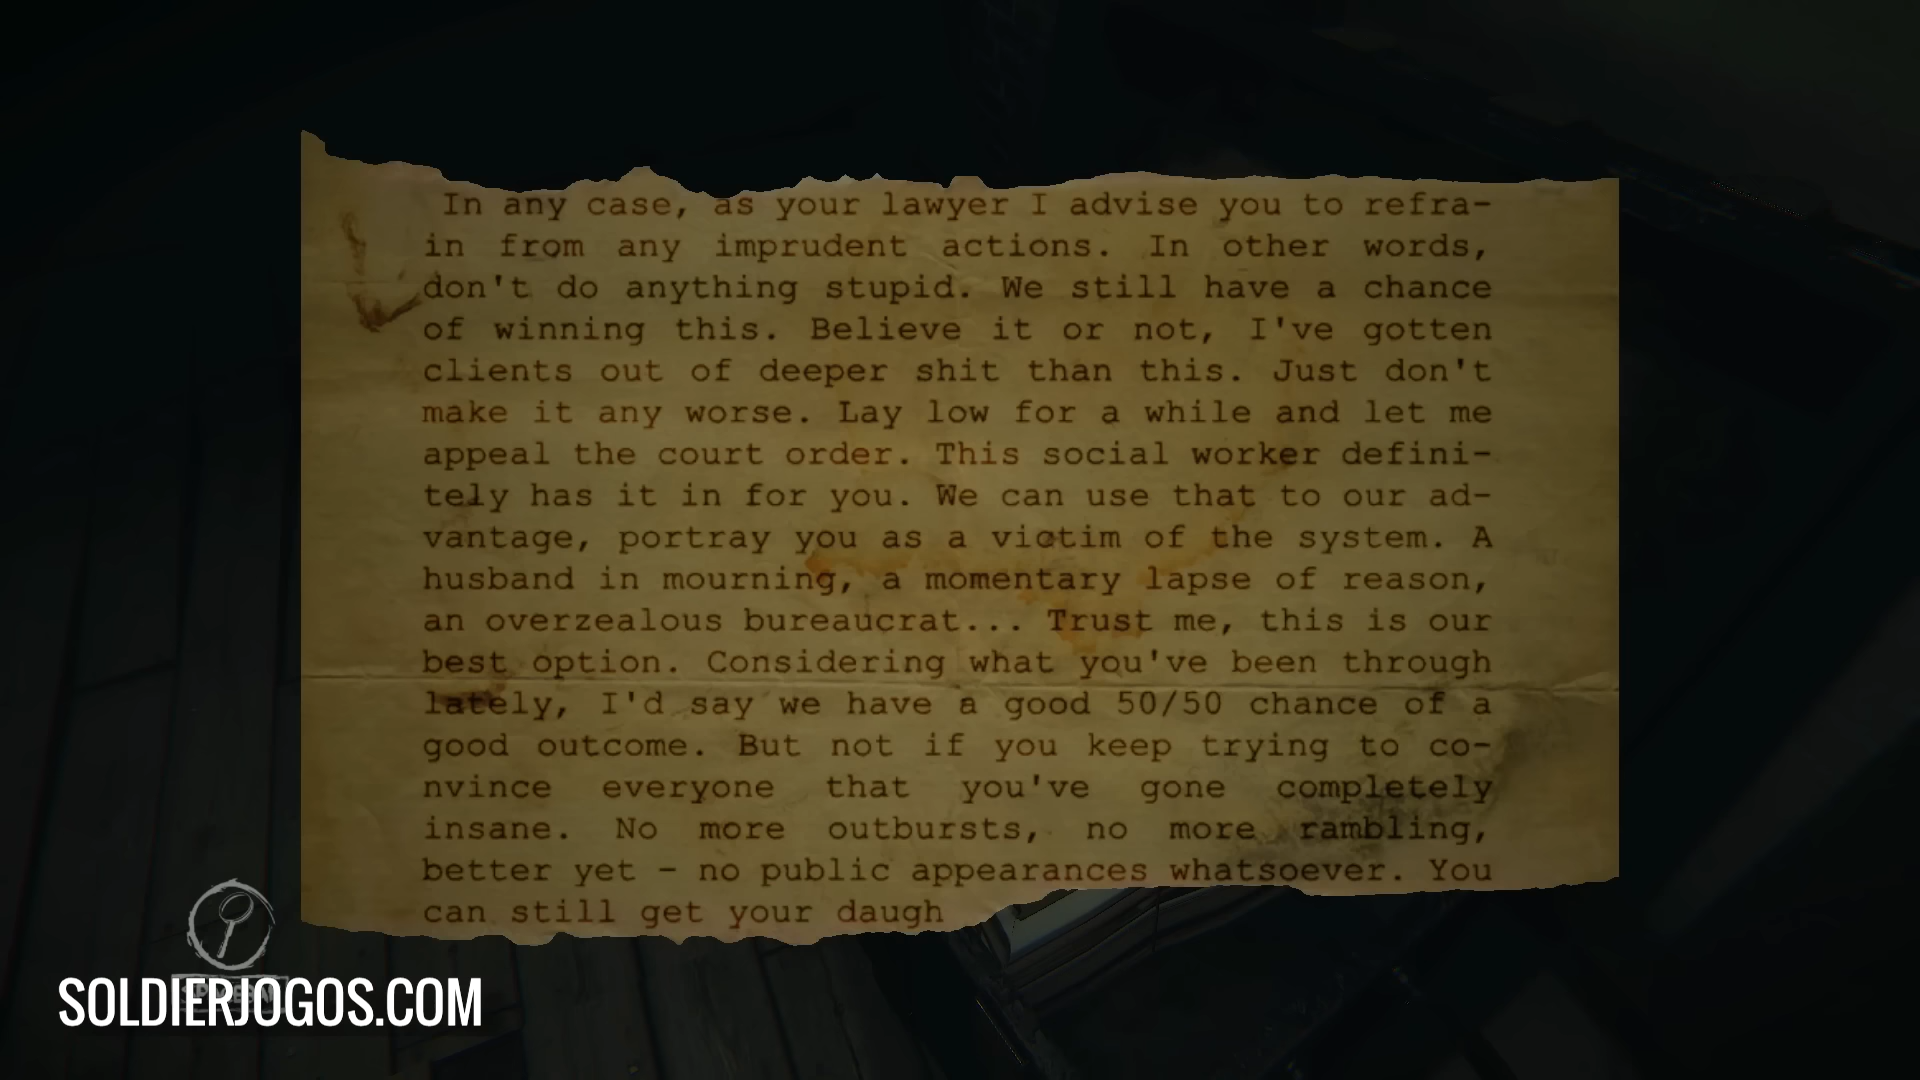 In any case, as your lawyer I advise you to refra-
in from any imprudent actions. In other words,
don't do anything stupid. We still have a chance
of winning this. Believe it or not, I've gotten
clients out of deeper shit than this. Just don't
make it any worse. Lay low for a while and let me
appeal the court order. This social worker defini-
tely has it in for you. We can use that to our ad-
vantage, portray you as a victim of the system. A
husband in mourning, a momentary lapse of reason,
an overzealous bureaucrat... Trust me, this is our
best option. Considering what you've been through
lately, I'd say we have a good 50/50 chance of a
good outcome. But not if you keep trying to co-
nvince everyone that you've gone completely
insane. No more outbursts, no more rambling,
better yet - no public appearances whatsoever. You
can still get your daugh
SOLDIERJOGOS.COM